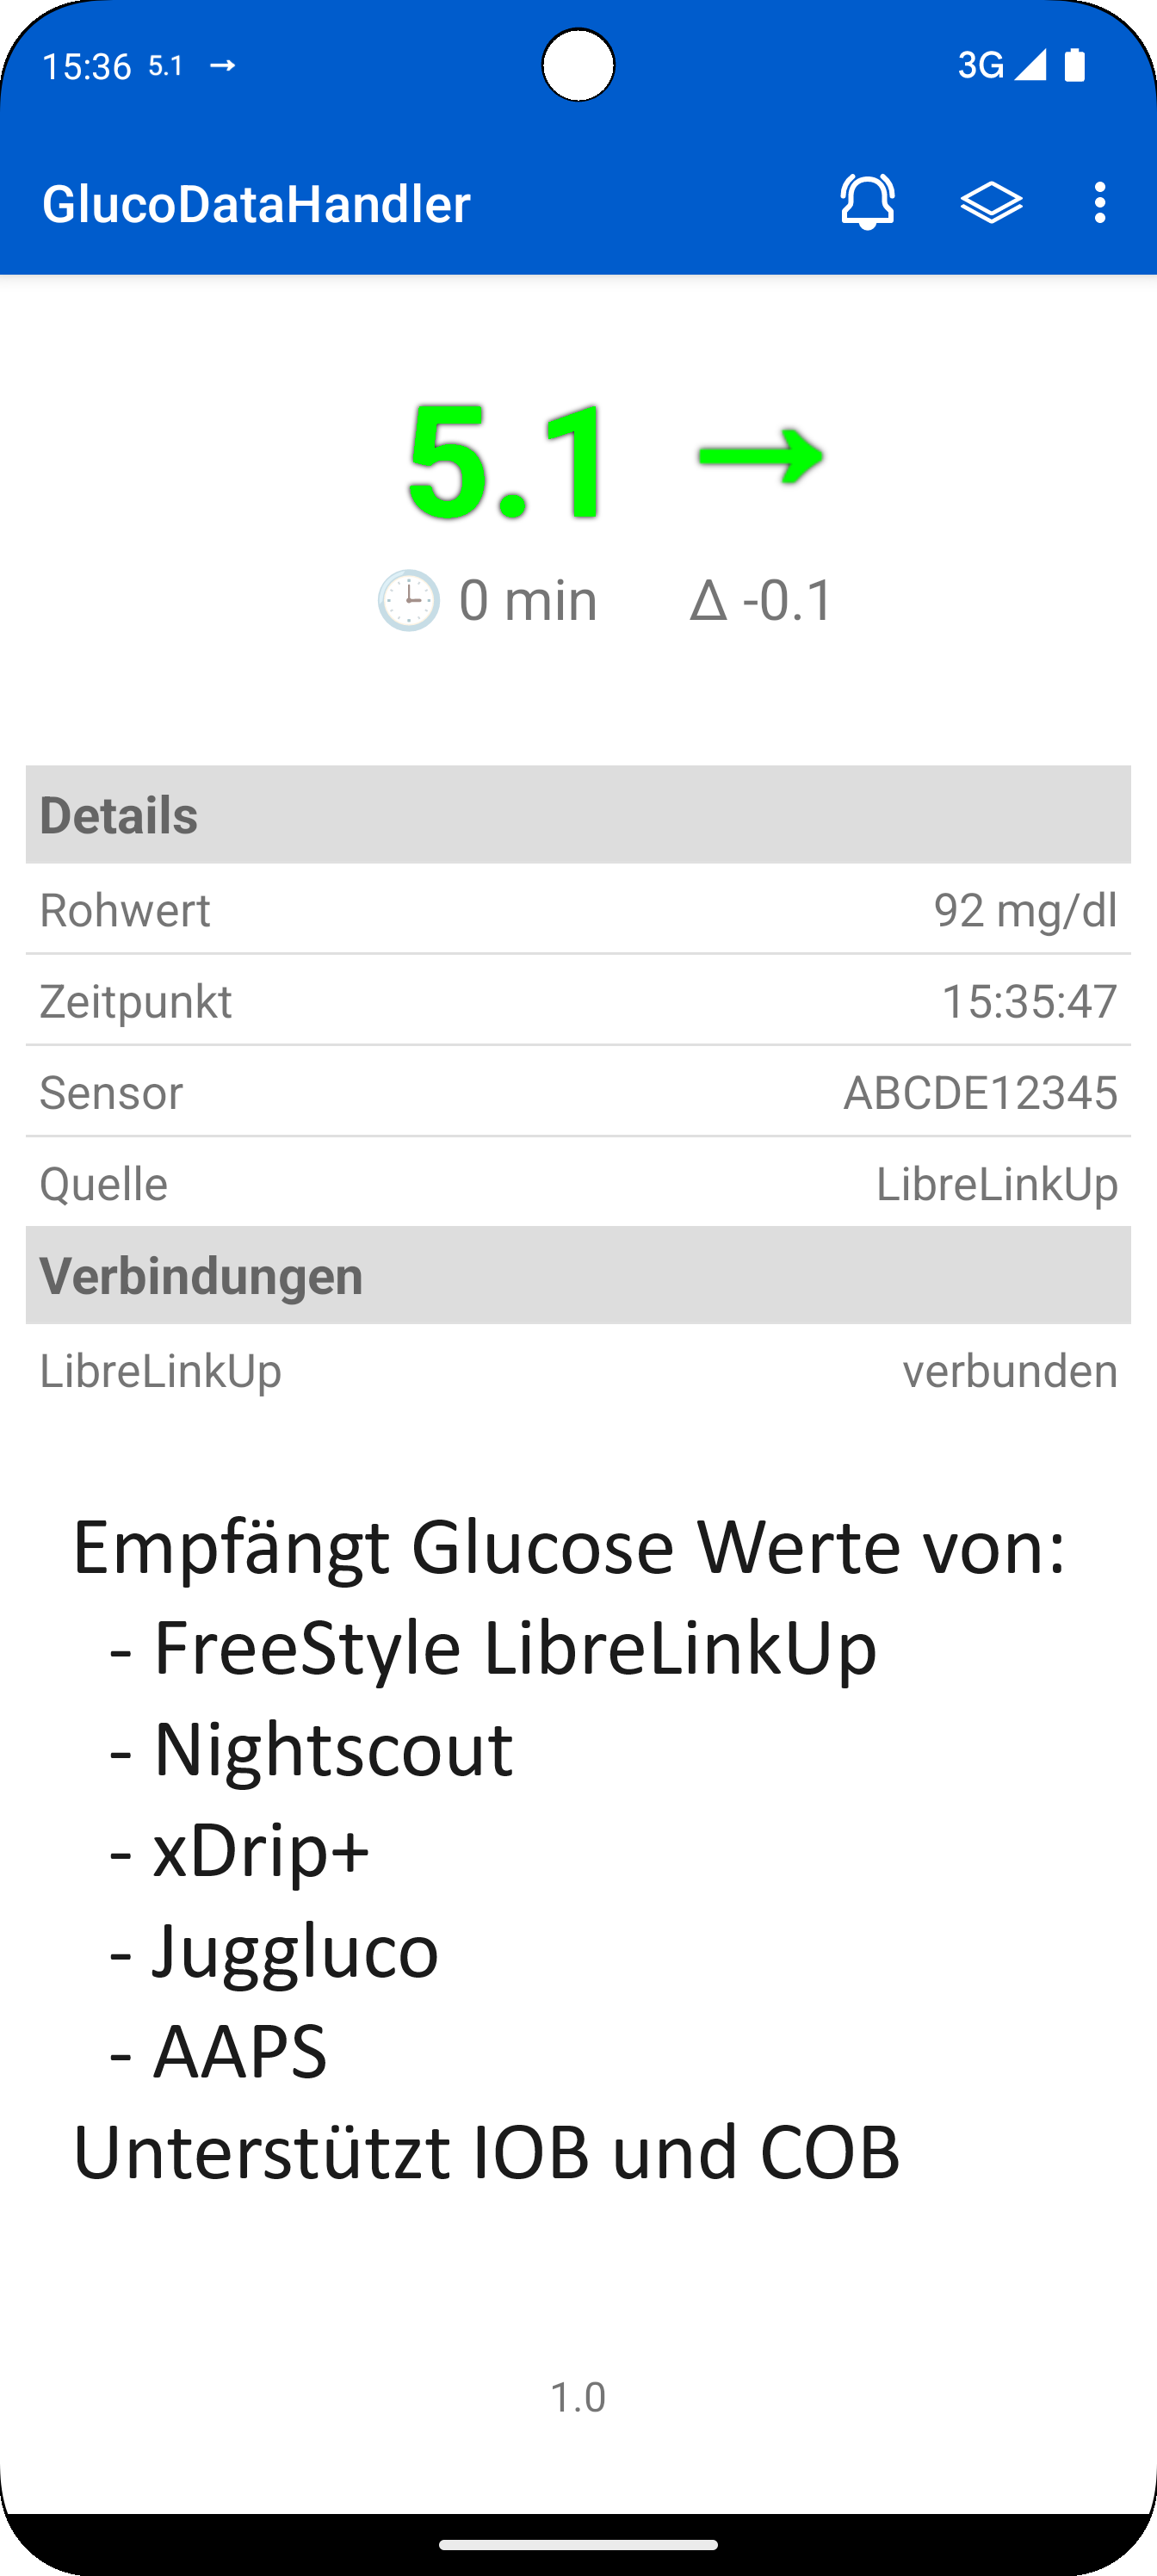 15:36 5.1 → 3G
GlucoDataHandler
5.1 →
0 min Δ -0.1
Details
Rohwert 92 mg/dl
Zeitpunkt 15:35:47
Sensor ABCDE12345
Quelle LibreLinkUp
Verbindungen
LibreLinkUp verbunden
Empfängt Glucose Werte von:
- FreeStyle LibreLinkUp
- Nightscout
- xDrip+
- Juggluco
- AAPS
Unterstützt IOB und COB
1.0